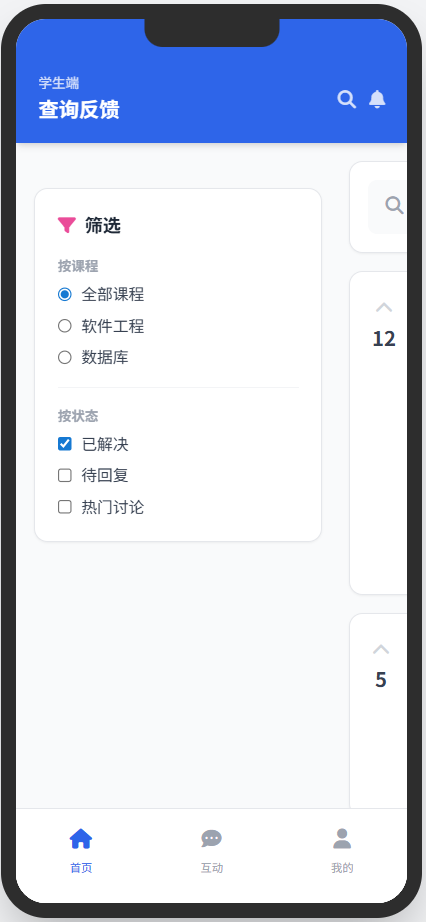 学生端
查询反馈
筛选
按课程
全部课程
软件工程
数据库
按状态
已解决
待回复
热门讨论
12
5
首页
互动
我的